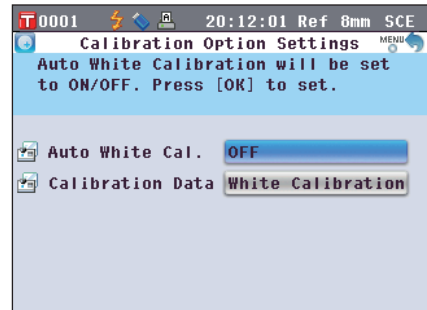 T0001 A 20:12:01 Ref 8mm SCE
Calibration Option Settings MENU
Auto White Calibration will be set
to ON/OFF. Press [OK] to set.
Auto White Cal. OFF
Calibration Data White Calibration